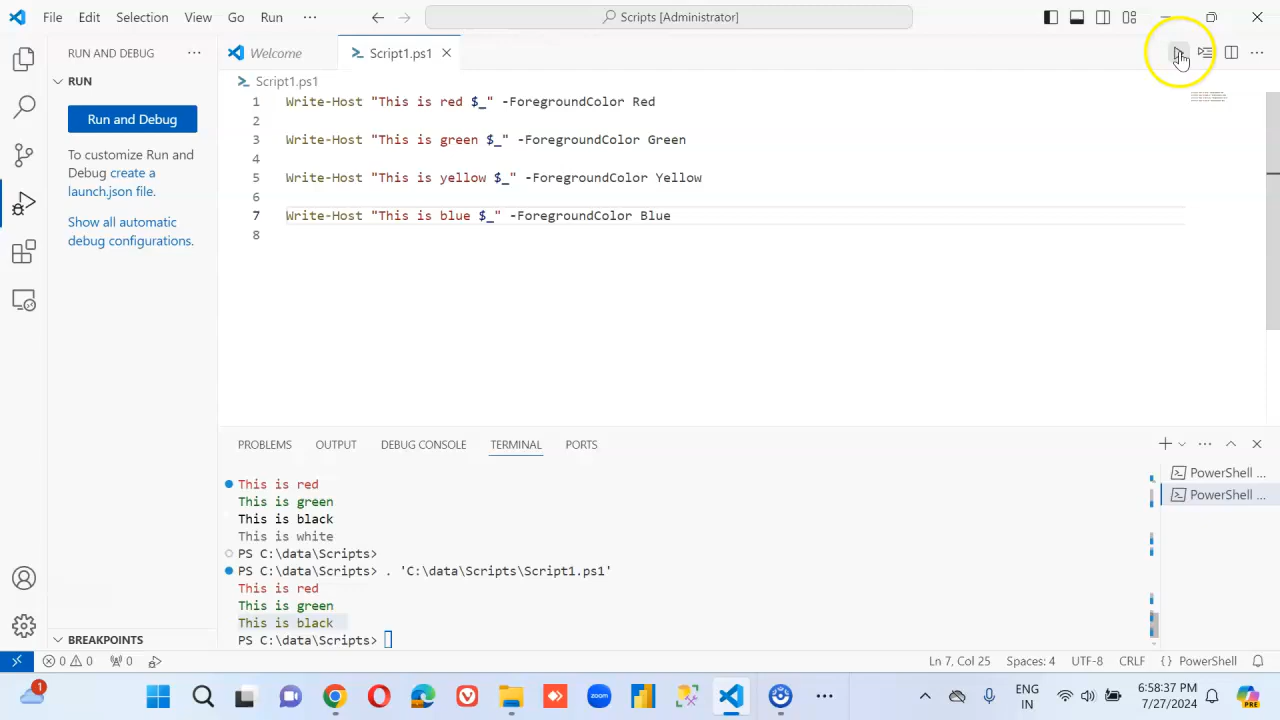 File Edit Selection View Go Run ··· Scripts [Administrator]
RUN AND DEBUG ···
Welcome
Script1.ps1
RUN
Script1.ps1
Run and Debug
To customize Run and
Debug create a
launch.json file.
Show all automatic
debug configurations.
1 Write-Host "This is red $_" -ForegroundColor Red
2
3 Write-Host "This is green $_" -ForegroundColor Green
4
5 Write-Host "This is yellow $_" -ForegroundColor Yellow
6
7 Write-Host "This is blue $_" -ForegroundColor Blue
8
PROBLEMS OUTPUT DEBUG CONSOLE TERMINAL PORTS
This is red
This is green
This is black
This is white
PS C:\data\Scripts>
PS C:\data\Scripts> . 'C:\data\Scripts\Script1.ps1'
This is red
This is green
This is black
PS C:\data\Scripts>
PowerShell ...
PowerShell ...
BREAKPOINTS
0 0 0 Ln 7, Col 25 Spaces: 4 UTF-8 CRLF {} PowerShell
1
zoom
ENG
IN
6:58:37 PM
7/27/2024
PRE